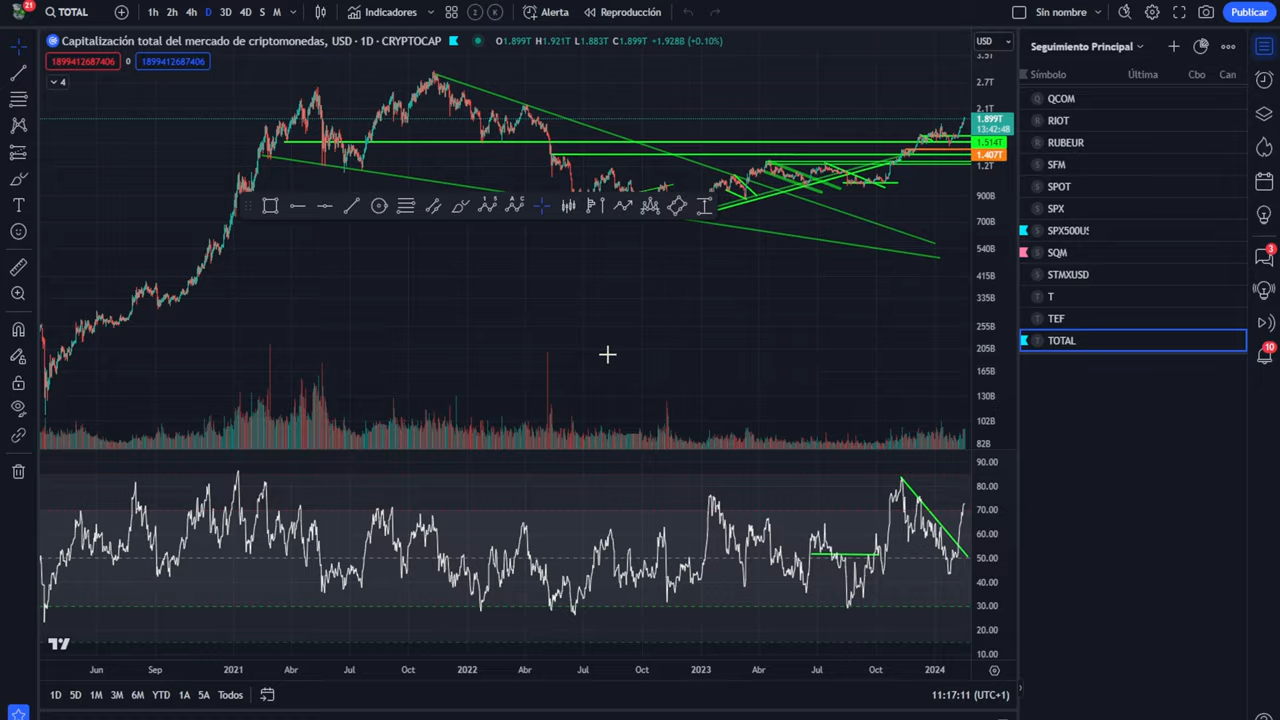 21 TOTAL 1h 2h 4h D 3D 4D S M Indicadores Alerta Reproducción Sin nombre Publicar
Capitalización total del mercado de criptomonedas, USD · 1D · CRYPTOCAP O1.899T H1.921T L1.883T C1.899T +1.928B (+0.10%)
1899412687406 0 1899412687406
4
USD
3.5T
2.7T
2.1T
1.899T
13:42:48
1.514T
1.407T
1.2T
900B
700B
540B
415B
335B
255B
205B
165B
130B
102B
82B
90.00
80.00
70.00
60.00
50.00
40.00
30.00
20.00
10.00
Jun Sep 2021 Abr Jul Oct 2022 Abr Jul Oct 2023 Abr Jul Oct 2024
1D 5D 1M 3M 6M YTD 1A 5A Todos
11:17:11 (UTC+1)
Seguimiento Principal
Símbolo Última Cbo Can
QCOM
RIOT
RUBEUR
SFM
SPOT
SPX
SPX500US
SQM
STMXUSD
T
TEF
TOTAL
3
10